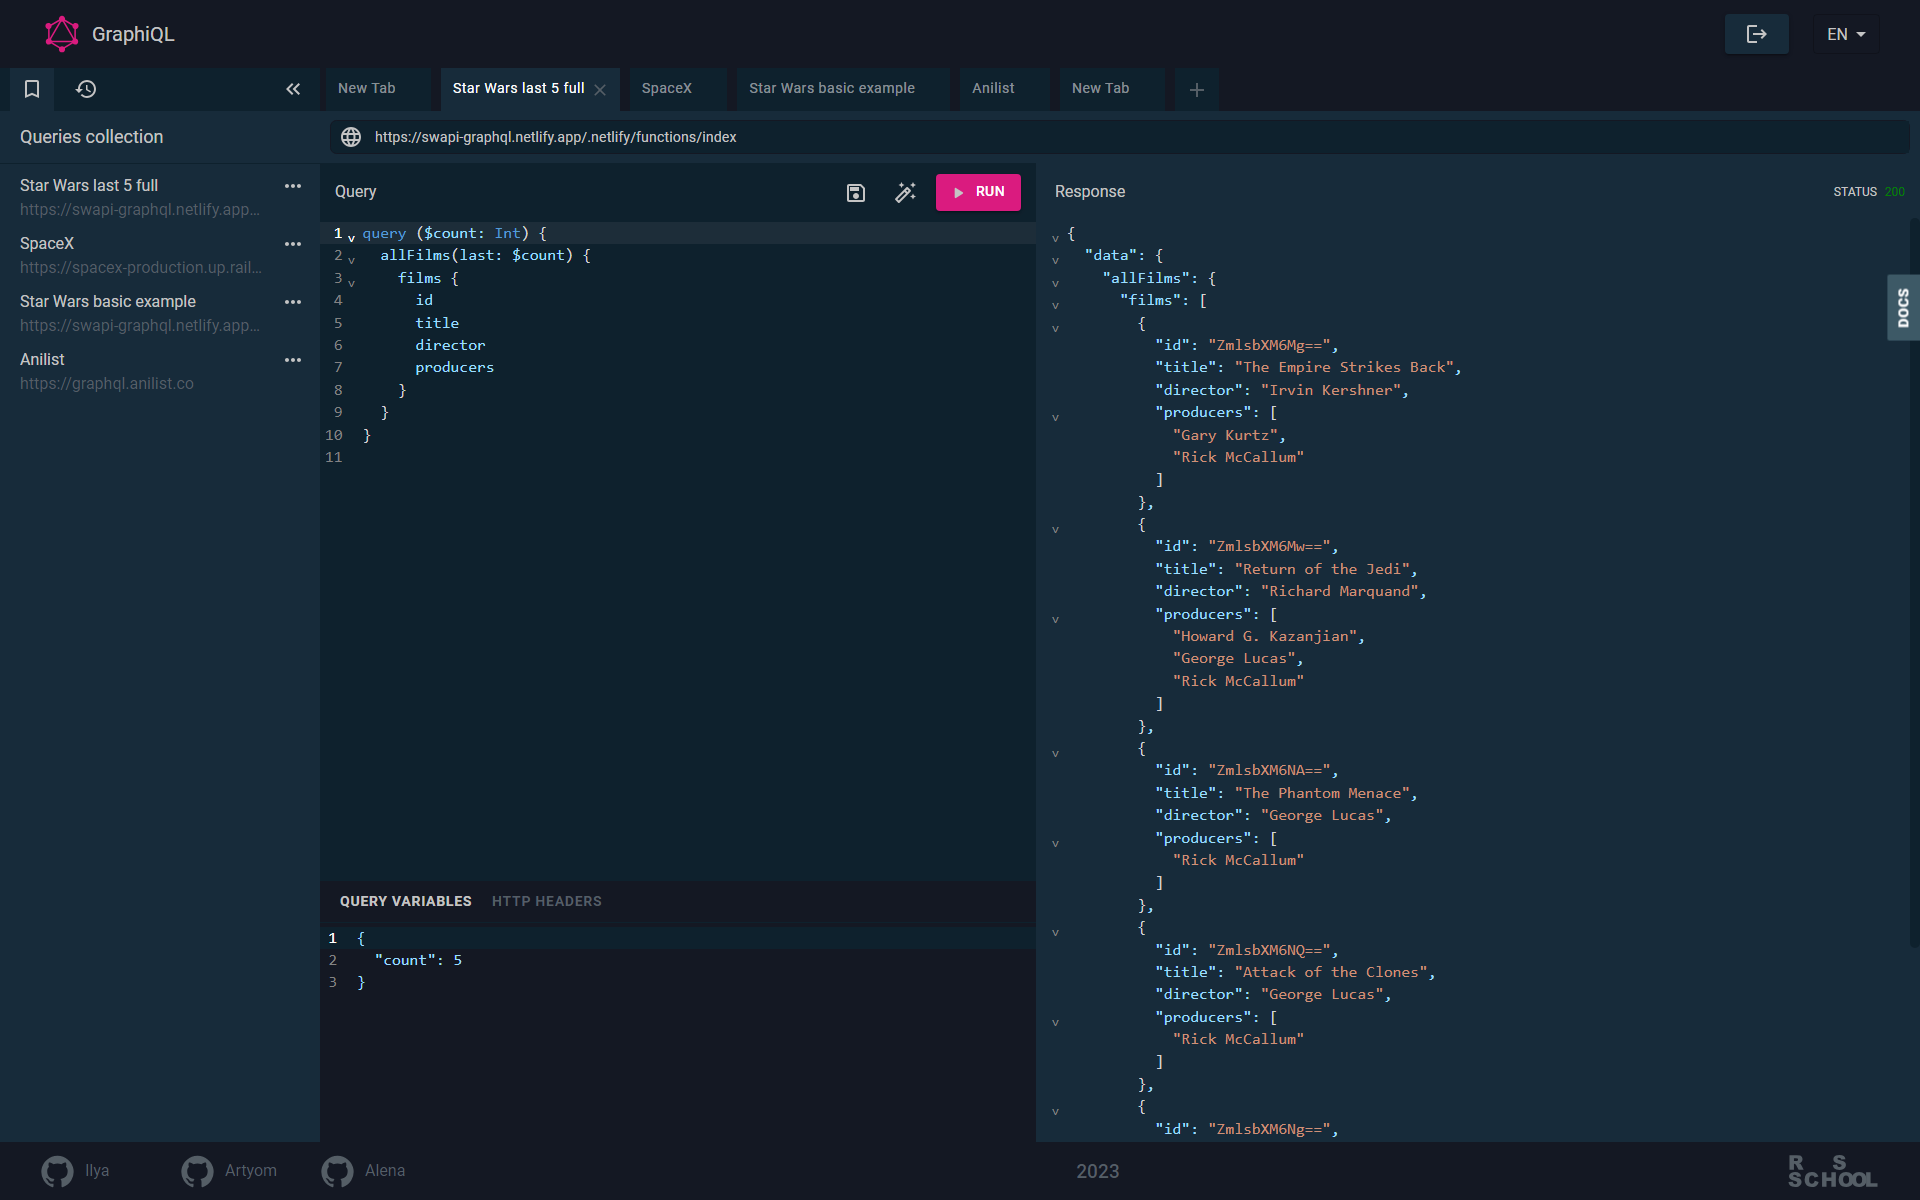 GraphiQL
EN
New Tab
Star Wars last 5 full
SpaceX
Star Wars basic example
Anilist
New Tab
Queries collection
https://swapi-graphql.netlify.app/.netlify/functions/index
Star Wars last 5 full
https://swapi-graphql.netlify.app...
SpaceX
https://spacex-production.up.rail...
Star Wars basic example
https://swapi-graphql.netlify.app...
Anilist
https://graphql.anilist.co
Query
RUN
1 query ($count: Int) {
2 allFilms(last: $count) {
3 films {
4 id
5 title
6 director
7 producers
8 }
9 }
10 }
11
QUERY VARIABLES HTTP HEADERS
1 {
2 "count": 5
3 }
Response
STATUS 200
{
"data": {
"allFilms": {
"films": [
{
"id": "ZmlsbXM6Mg==",
"title": "The Empire Strikes Back",
"director": "Irvin Kershner",
"producers": [
"Gary Kurtz",
"Rick McCallum"
]
},
{
"id": "ZmlsbXM6Mw==",
"title": "Return of the Jedi",
"director": "Richard Marquand",
"producers": [
"Howard G. Kazanjian",
"George Lucas",
"Rick McCallum"
]
},
{
"id": "ZmlsbXM6NA==",
"title": "The Phantom Menace",
"director": "George Lucas",
"producers": [
"Rick McCallum"
]
},
{
"id": "ZmlsbXM6NQ==",
"title": "Attack of the Clones",
"director": "George Lucas",
"producers": [
"Rick McCallum"
]
},
{
"id": "ZmlsbXM6Ng==",
DOCS
Ilya
Artyom
Alena
2023
R S
SCHOOL